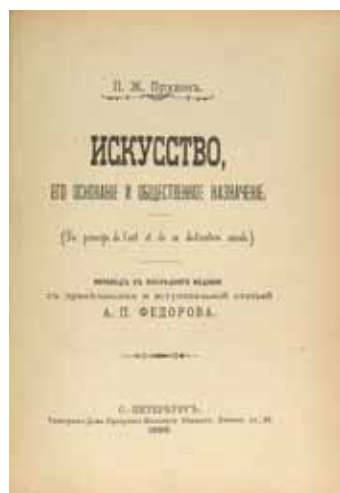 П. Ж. Прудонъ.
ИСКУССТВО,
ЕГО ОСНОВАНІЕ И ОБЩЕСТВЕННОЕ НАЗНАЧЕНІЕ.
(Du principe de l'art et de sa destination sociale)
ПЕРЕВОДЪ СЪ ПОСЛѢДНЯГО ИЗДАНІЯ
съ примѣчаніями и вступительной статьей
А. П. ФЕДОРОВА.
С.-ПЕТЕРБУРГЪ.